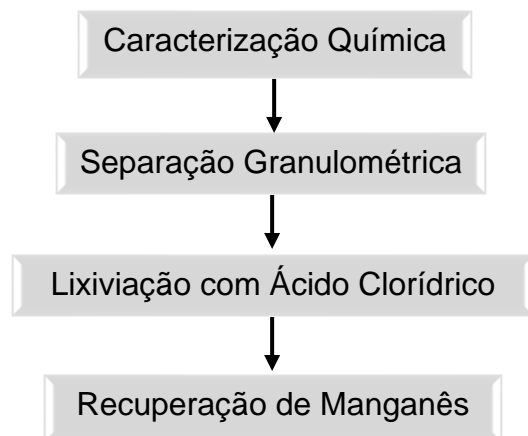 Caracterização Química
Separação Granulométrica
Lixiviação com Ácido Clorídrico
Recuperação de Manganês